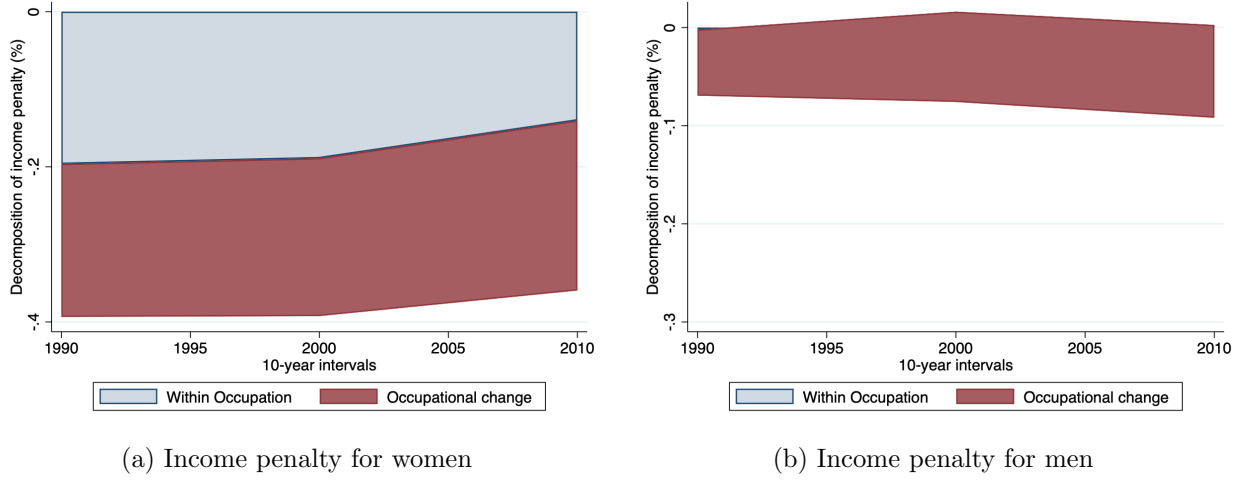 Decomposition of income penalty (%)
0
-.2
-.4
1990 1995 2000 2005 2010
10-year intervals
Within Occupation Occupational change
(a) Income penalty for women
Decomposition of income penalty (%)
0
-.1
-.2
-.3
1990 1995 2000 2005 2010
10-year intervals
Within Occupation Occupational change
(b) Income penalty for men